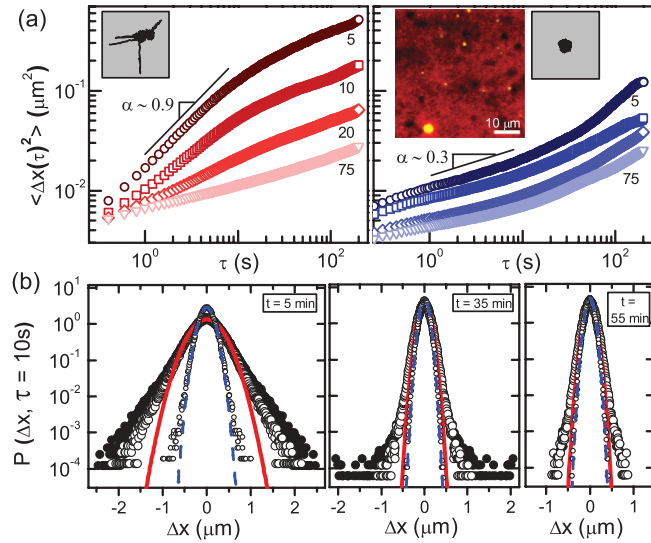 (a)
<Δx(τ)²> (μm²)
10⁻¹
10⁻²
α ~ 0.9
5
10
20
75
10⁰
10¹
10²
τ (s)
10 μm
α ~ 0.3
5
75
10⁰
10¹
10²
τ (s)
(b)
P (Δx, τ = 10s)
10¹
10⁰
10⁻¹
10⁻²
10⁻³
10⁻⁴
t = 5 min
-2 -1 0 1 2
Δx (μm)
t = 35 min
-2 -1 0 1 2
Δx (μm)
t =
55 min
-1 0 1
Δx (μm)